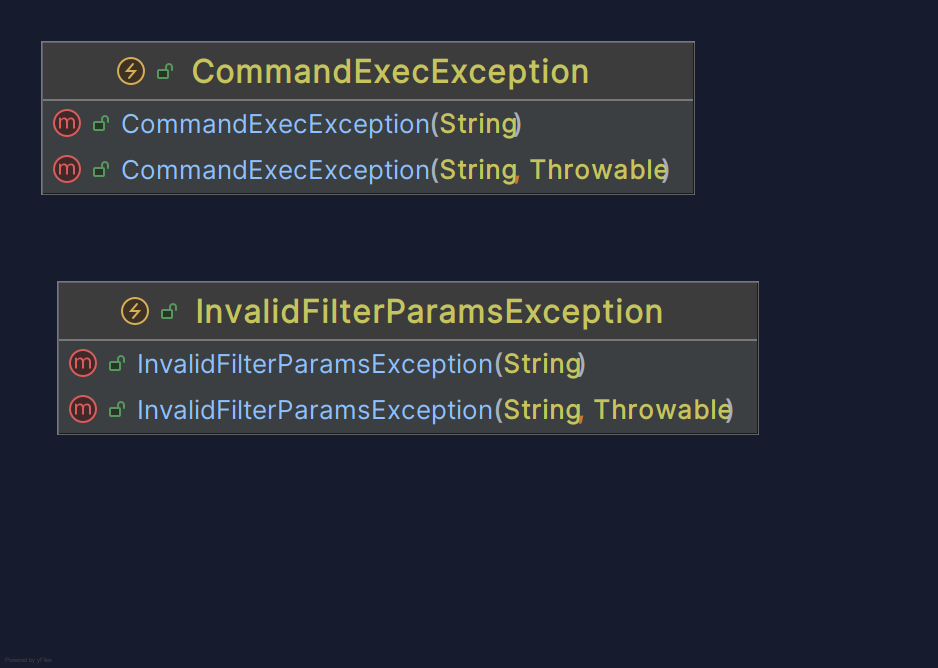 CommandExecException
CommandExecException(String)
CommandExecException(String, Throwable)
InvalidFilterParamsException
InvalidFilterParamsException(String)
InvalidFilterParamsException(String, Throwable)
Powered by yFiles